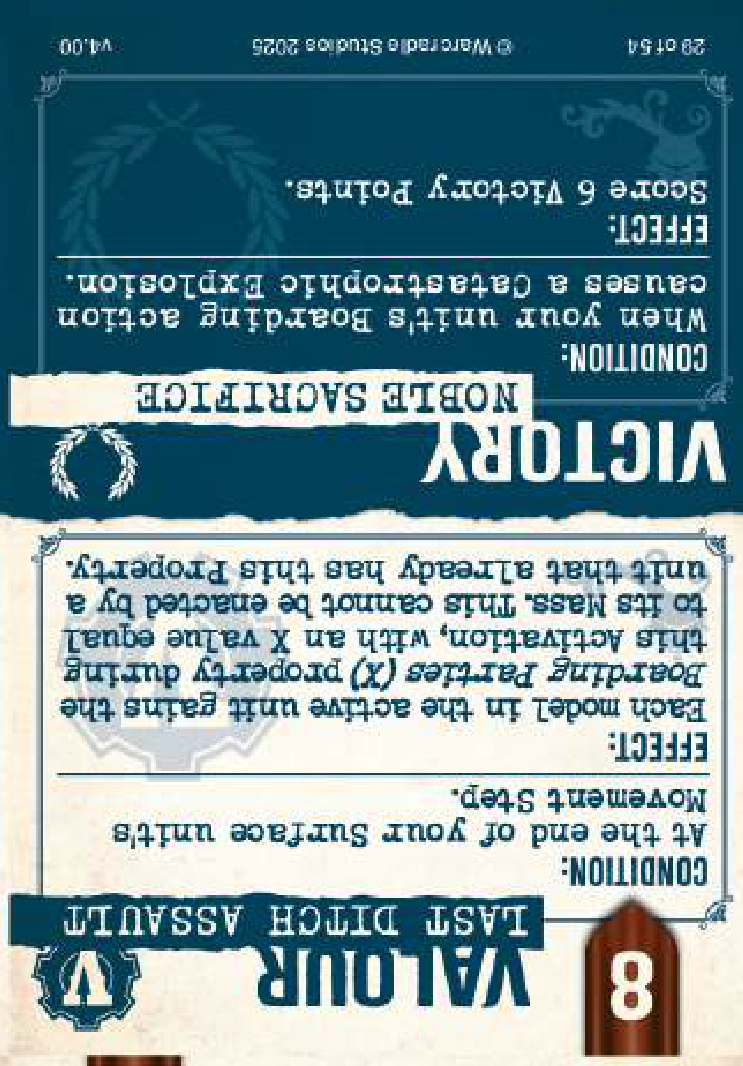 8
VALOUR
V
LAST DITCH ASSAULT
CONDITION:
At the end of your Surface unit's
Movement Step.
EFFECT:
Each model in the active unit gains the
Boarding Parties (X) property during
this Activation, with an X value equal
to its Mass. This cannot be enacted by a
unit that already has this Property.
VICTORY
NOBLE SACRIFICE
CONDITION:
When your unit's Boarding action
causes a Catastrophic Explosion.
EFFECT:
Score 6 Victory Points.
29 of 54
© Warcradle Studios 2025
v4.00